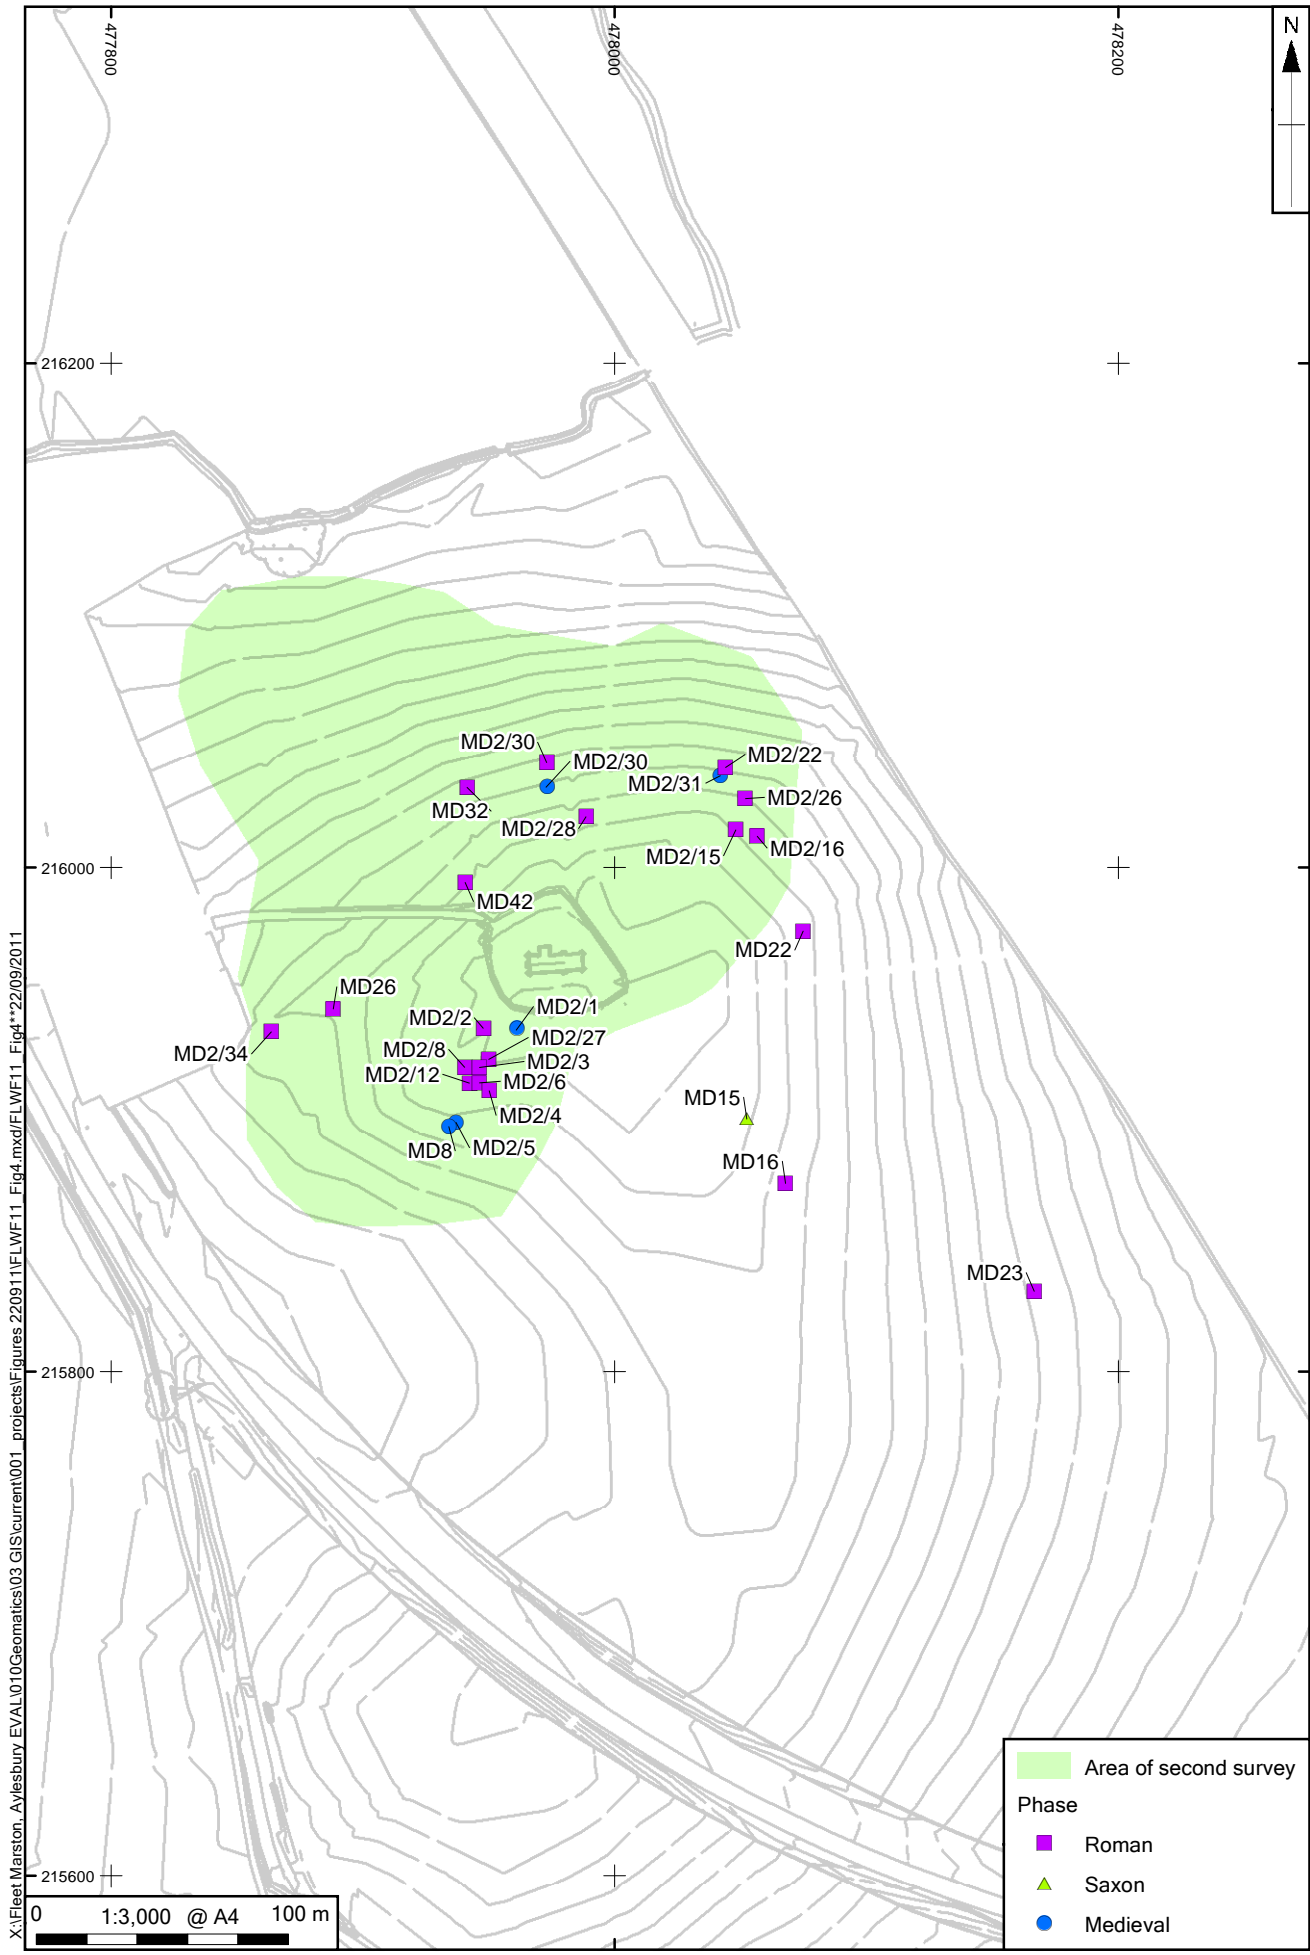 477800
478000
478200
N
216200
MD2/30
MD2/30
MD2/22
MD2/31
MD32
MD2/26
MD2/28
MD2/15
MD2/16
216000
MD42
MD22
MD26
MD2/1
MD2/2
MD2/27
MD2/34
MD2/8
MD2/3
MD2/12
MD2/6
MD2/4
MD15
MD8
MD2/5
MD16
MD23
215800
215600
X:\Fleet Marston, Aylesbury EVAL\010Geomatics\03 GIS\current\001_projects\Figures 220911\FLWF11_Fig4.mxd/FLWF11_Fig4**22/09/2011
Area of second survey
Phase
Roman
Saxon
Medieval
0 1:3,000 @ A4 100 m